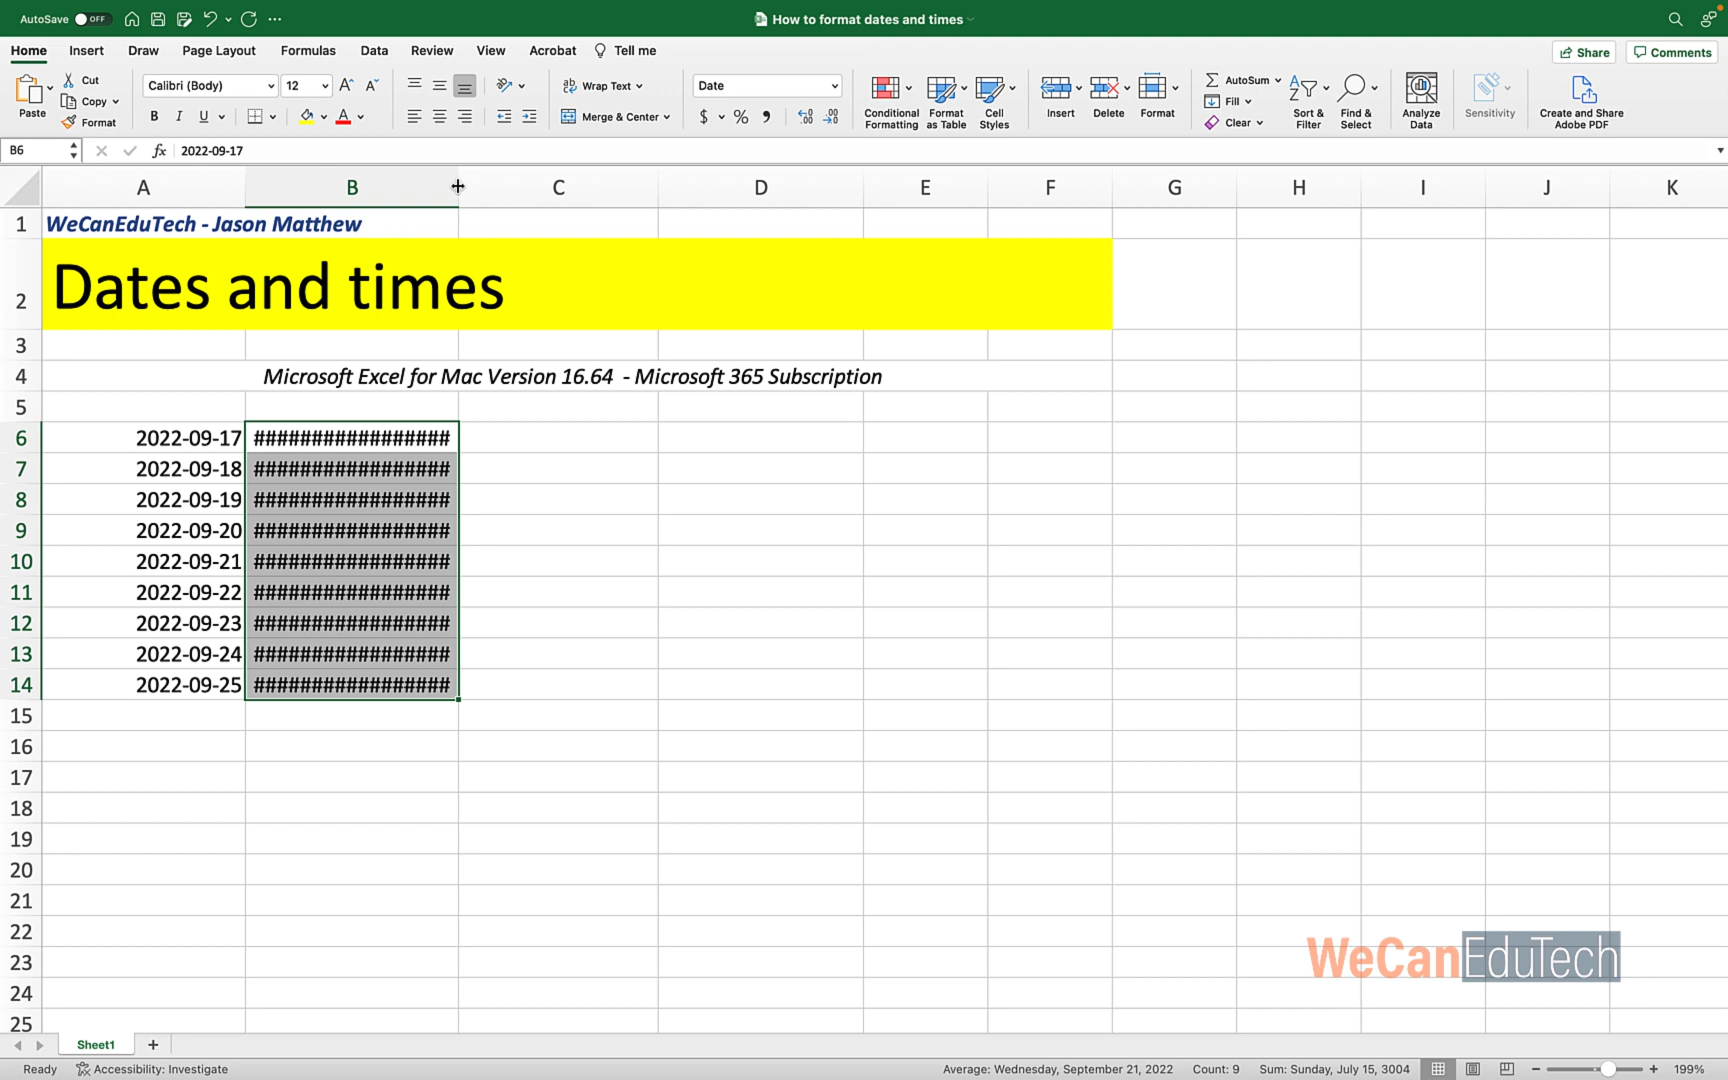 AutoSave OFF
How to format dates and times
Home Insert Draw Page Layout Formulas Data Review View Acrobat Tell me
Share Comments
Paste
Cut
Copy
Format
Calibri (Body) 12
B I U
Wrap Text
Merge & Center
Date
$ % ,
Conditional Formatting
Format as Table
Cell Styles
Insert
Delete
Format
AutoSum
Fill
Clear
Sort & Filter
Find & Select
Analyze Data
Sensitivity
Create and Share Adobe PDF
B6 fx 2022-09-17
A B C D E F G H I J K
1 WeCanEduTech - Jason Matthew
2 Dates and times
3
4 Microsoft Excel for Mac Version 16.64 - Microsoft 365 Subscription
5
6 2022-09-17 #################
7 2022-09-18 #################
8 2022-09-19 #################
9 2022-09-20 #################
10 2022-09-21 #################
11 2022-09-22 #################
12 2022-09-23 #################
13 2022-09-24 #################
14 2022-09-25 #################
15
16
17
18
19
20
21
22
23
24
25
WeCanEduTech
Sheet1
Ready Accessibility: Investigate Average: Wednesday, September 21, 2022 Count: 9 Sum: Sunday, July 15, 3004 199%